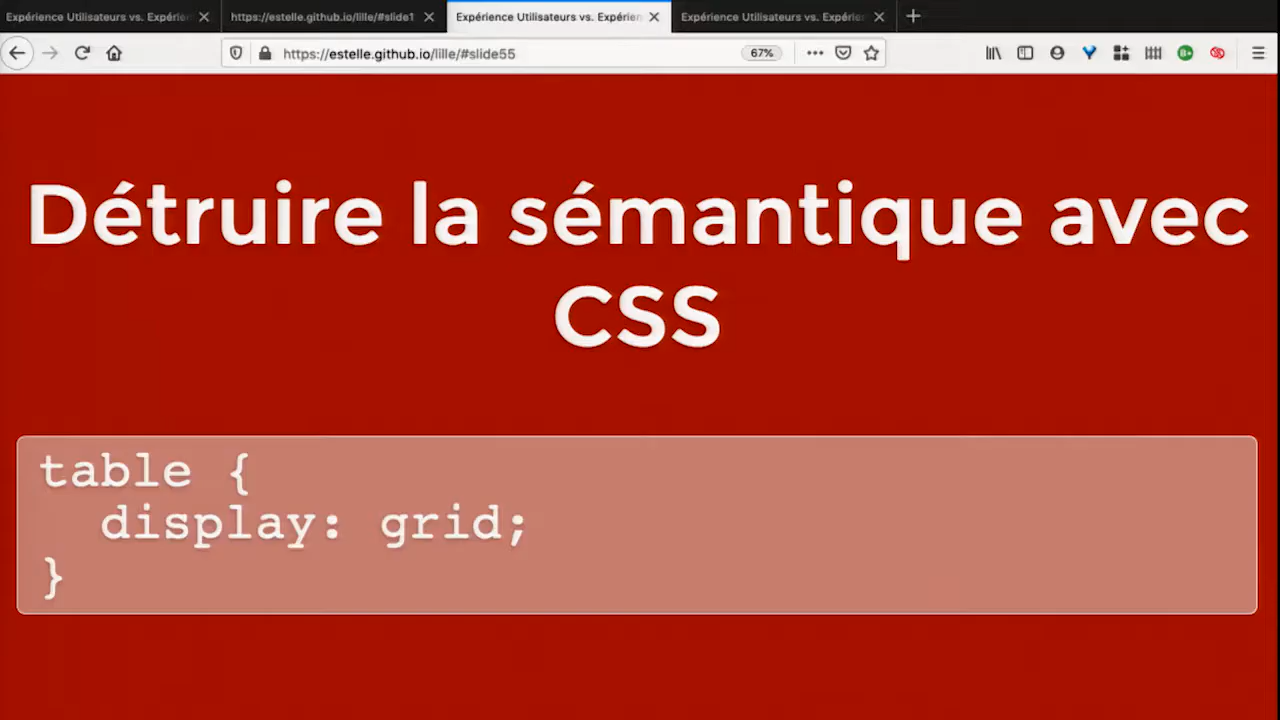 Expérience Utilisateurs vs. Expérien
https://estelle.github.io/lille/#slide1
Expérience Utilisateurs vs. Expérien
Expérience Utilisateurs vs. Expérien
https://estelle.github.io/lille/#slide55
67%
Détruire la sémantique avec
CSS
table {
display: grid;
}